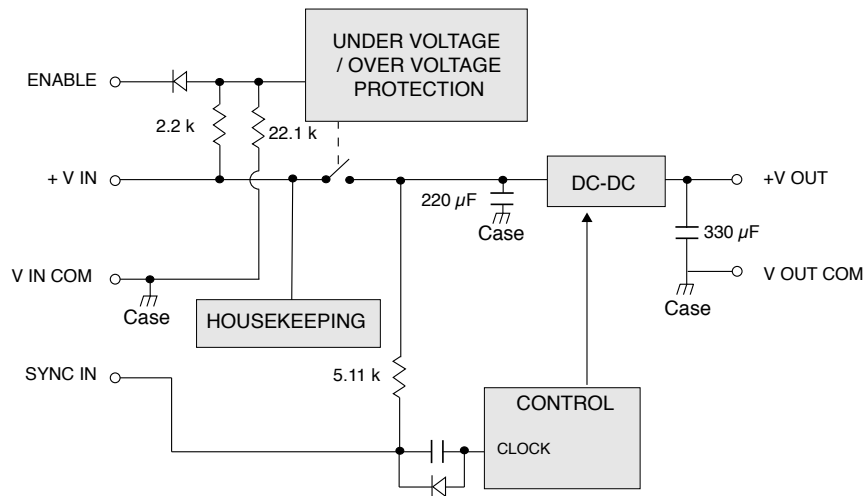 UNDER VOLTAGE
/ OVER VOLTAGE
PROTECTION
ENABLE
2.2 k
22.1 k
+ V IN
DC-DC
+V OUT
220 µF
Case
330 µF
V IN COM
Case
V OUT COM
Case
HOUSEKEEPING
SYNC IN
5.11 k
CONTROL
CLOCK